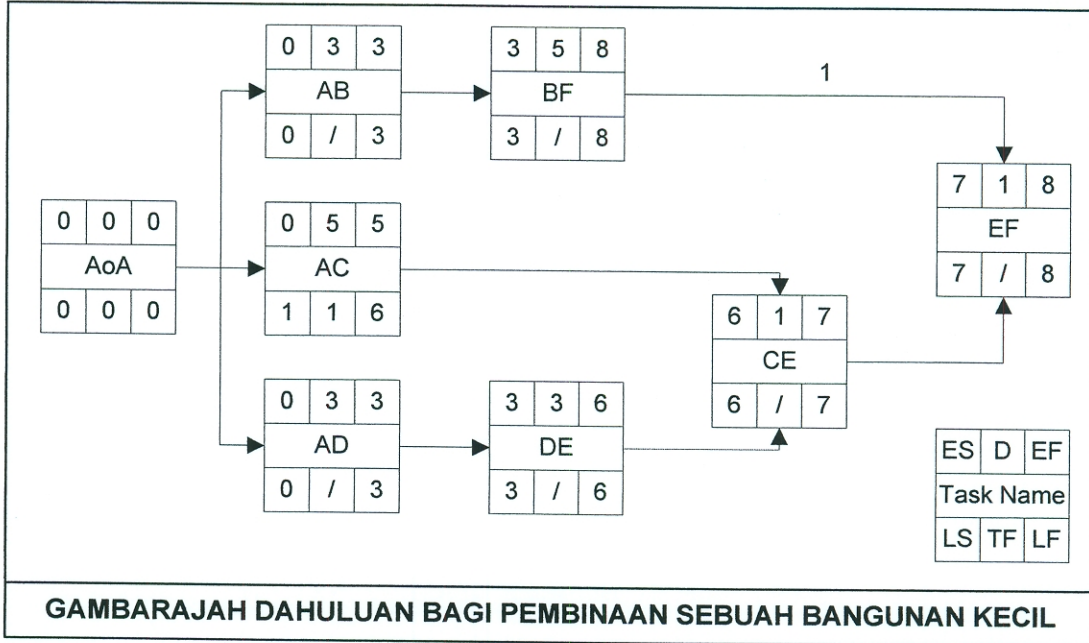 0 3 3
AB
0 / 3
3 5 8
BF
3 / 8
1
7 1 8
EF
7 / 8
0 0 0
AoA
0 0 0
0 5 5
AC
1 1 6
6 1 7
CE
6 / 7
0 3 3
AD
0 / 3
3 3 6
DE
3 / 6
ES D EF
Task Name
LS TF LF
GAMBARAJAH DAHULUAN BAGI PEMBINAAN SEBUAH BANGUNAN KECIL